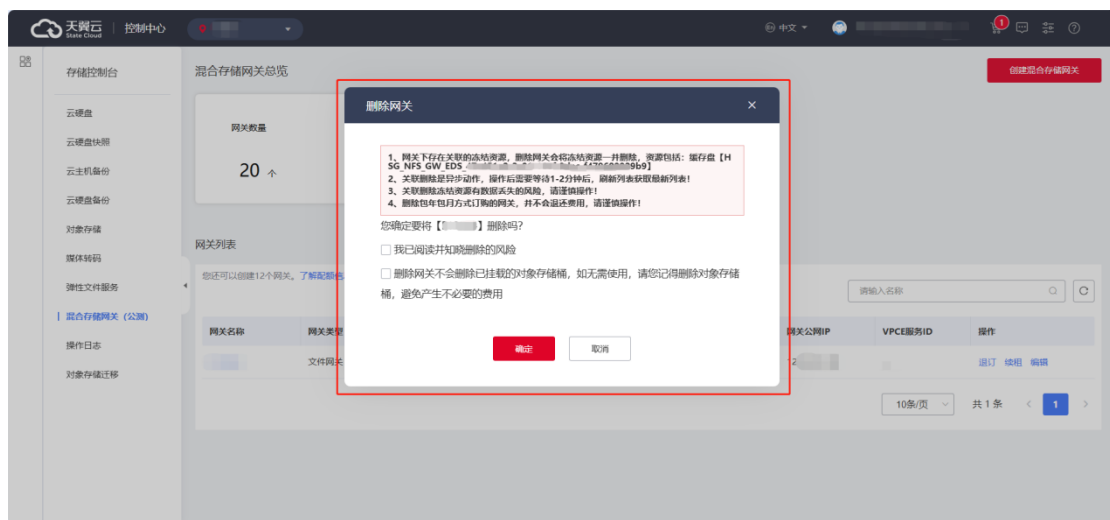 天翼云
State Cloud
控制中心
中文
1
存储控制台
云硬盘
云硬盘快照
云主机备份
云硬盘备份
对象存储
媒体转码
弹性文件服务
混合存储网关（公测）
操作日志
对象存储迁移
混合存储网关总览
创建混合存储网关
网关数量
20 个
网关列表
您还可以创建12个网关。了解配额
请输入名称
网关名称
网关类型
网关公网IP
VPCE服务ID
操作
文件网关
12
退订 续租 编辑
10条/页
共 1 条
1
删除网关
1、网关下存在关联的冻结资源，删除网关会将冻结资源一并删除，资源包括：缓存盘【H
SG_NFS_GW_EDS_
2、关联删除是异步动作，操作后需要等待1-2分钟后，刷新列表获取最新列表！
3、关联删除冻结资源有数据丢失的风险，请谨慎操作！
4、删除包年包月方式订购的网关，并不会退还费用，请谨慎操作！
您确定要将【 】删除吗?
我已阅读并知晓删除的风险
删除网关不会删除已挂载的对象存储桶，如无需使用，请您记得删除对象存储
桶，避免产生不必要的费用
确定
取消